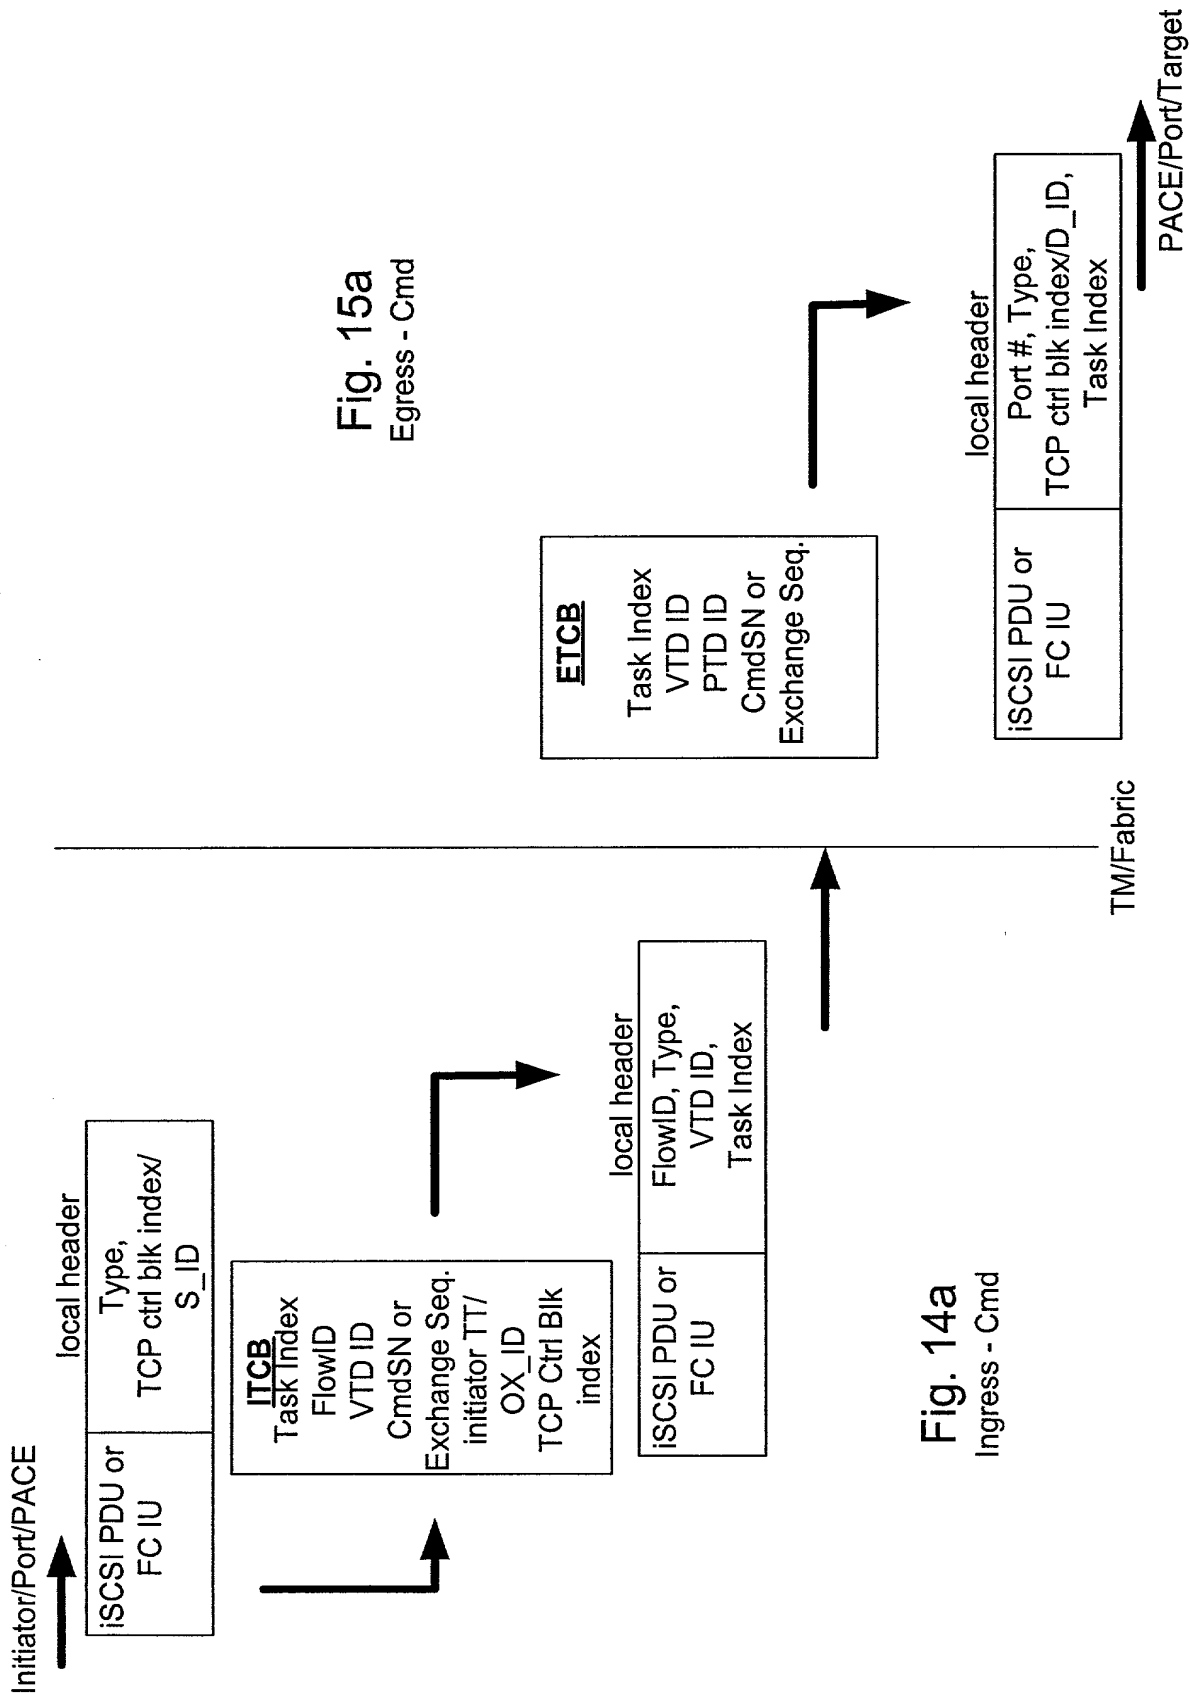 Initiator/Port/PACE
local header
iSCSI PDU or
FC IU
Type,
TCP ctrl blk index/
S_ID
ITCB
Task Index
FlowID
VTD ID
CmdSN or
Exchange Seq.
initiator TT/
OX_ID
TCP Ctrl Blk
index
local header
iSCSI PDU or
FC IU
FlowID, Type,
VTD ID,
Task Index
Fig. 14a
Ingress - Cmd
TM/Fabric
Fig. 15a
Egress - Cmd
ETCB
Task Index
VTD ID
PTD ID
CmdSN or
Exchange Seq.
local header
iSCSI PDU or
FC IU
Port #, Type,
TCP ctrl blk index/D_ID,
Task Index
PACE/Port/Target